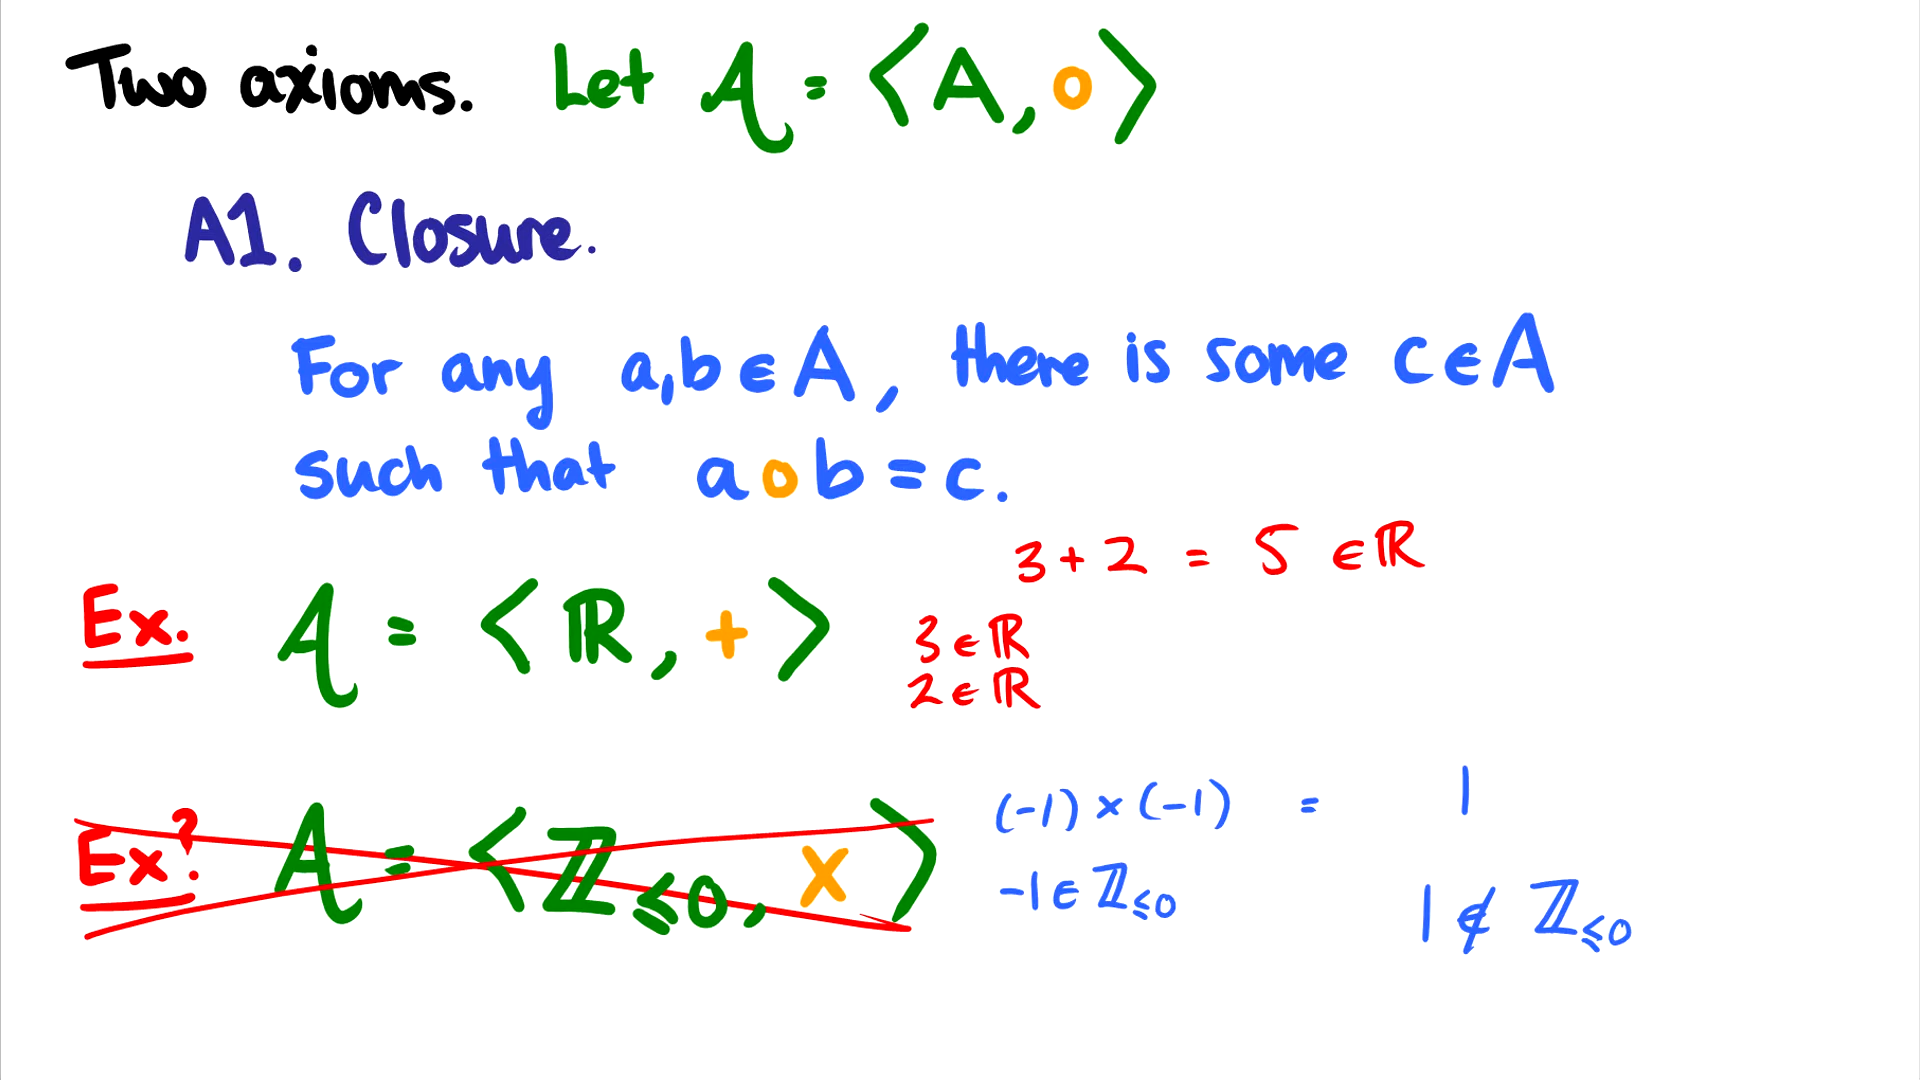 Two axioms. Let 𝒜 = ⟨A, ∘⟩
A1. Closure.
For any a,b ∈ A, there is some c ∈ A
such that a ∘ b = c.
3 + 2 = 5 ∈ ℝ
Ex. 𝒜 = ⟨ℝ, +⟩
3 ∈ ℝ
2 ∈ ℝ
Ex? 𝒜 = ⟨ℤ≤0, ×⟩
(-1) × (-1) = 1
-1 ∈ ℤ≤0
1 ∉ ℤ≤0